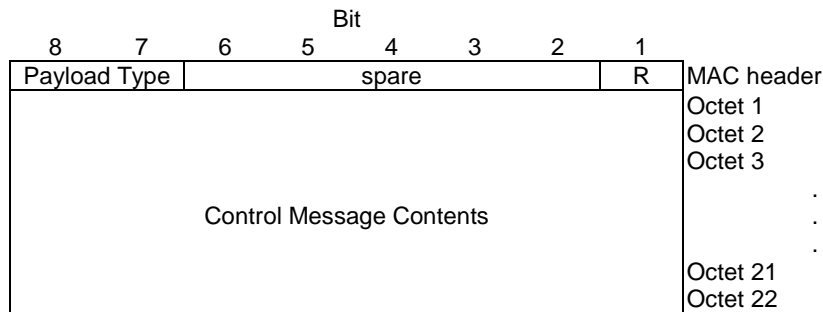 Bit
8 7 6 5 4 3 2 1
Payload Type spare R MAC header
Octet 1
Octet 2
Octet 3
.
Control Message Contents .
.
Octet 21
Octet 22